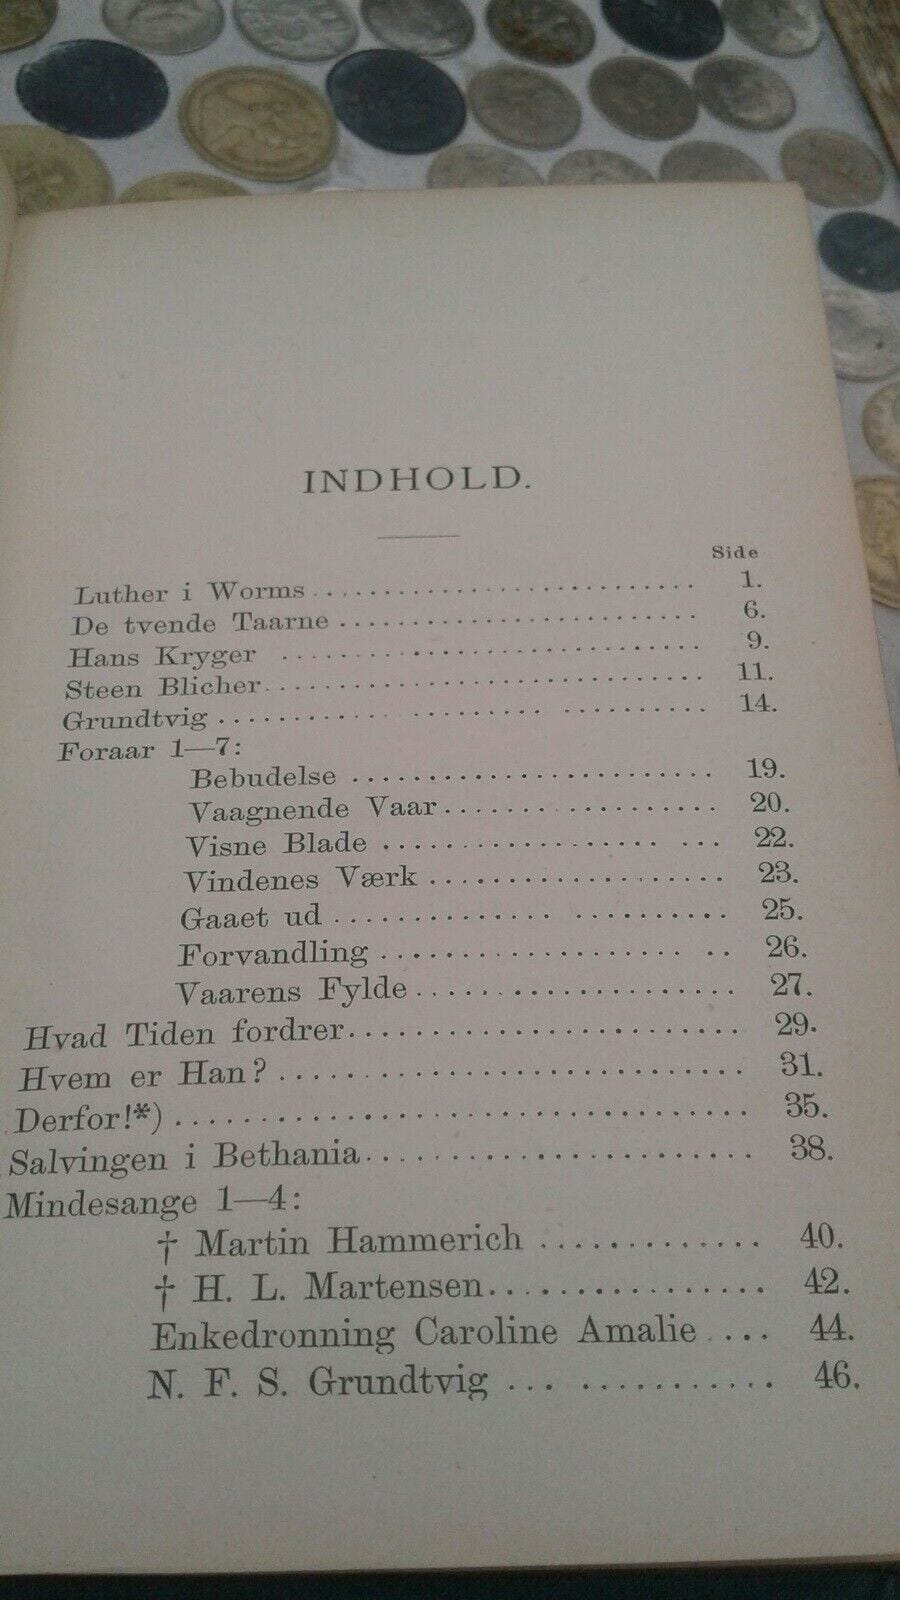 INDHOLD.
Side
Luther i Worms........................... 1.
De tvende Taarne ......................... 6.
Hans Kryger ........................... 9.
Steen Blicher............................. 11.
Grundtvig .......... ......... ........ 14.
Foraar 1—7:
Bebudelse ........................ 19.
Vaagnende Vaar.................. 20.
Visne Blade .................. ... 22.
Vindenes Værk .................... 23.
Gaaet ud ............ .......... 25.
Forvandling ................ .. 26.
Vaarens Fylde..................... 27.
Hvad Tiden fordrer.......................... 29.
Hvem er Han? ............................. 31.
Derfor!*) .................................. 35.
Salvingen i Bethania........................ 38.
Mindesange 1—4:
† Martin Hammerich ............. 40.
† H. L. Martensen................ 42.
Enkedronning Caroline Amalie .... 44.
N. F. S. Grundtvig ... ............ 46.